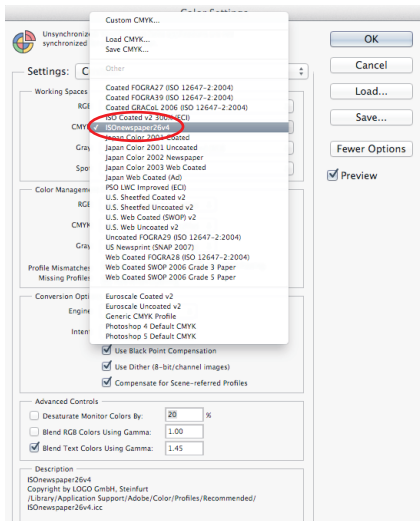 Custom CMYK...
Unsynchronize
synchronized
Load CMYK...
Save CMYK...
OK
Cancel
Load...
Save...
Fewer Options
Preview
Settings: C
Other
Working Spaces
RGB
CMYK
Gray
Spot
Coated FOGRA27 (ISO 12647-2:2004)
Coated FOGRA39 (ISO 12647-2:2004)
Coated GRACoL 2006 (ISO 12647-2:2004)
ISO Coated v2 300% (ECI)
✓ ISOnewspaper26v4
Japan Color 2001 Coated
Japan Color 2001 Uncoated
Japan Color 2002 Newspaper
Japan Color 2003 Web Coated
Japan Web Coated (Ad)
PSO LWC Improved (ECI)
U.S. Sheetfed Coated v2
U.S. Sheetfed Uncoated v2
U.S. Web Coated (SWOP) v2
U.S. Web Uncoated v2
Uncoated FOGRA29 (ISO 12647-2:2004)
US Newsprint (SNAP 2007)
Web Coated FOGRA28 (ISO 12647-2:2004)
Web Coated SWOP 2006 Grade 3 Paper
Web Coated SWOP 2006 Grade 5 Paper
Color Manageme
RGB
CMYK
Gray
Profile Mismatches
Missing Profiles
Euroscale Coated v2
Euroscale Uncoated v2
Generic CMYK Profile
Photoshop 4 Default CMYK
Photoshop 5 Default CMYK
Conversion Opti
Engine
Intent
Use Black Point Compensation
Use Dither (8-bit/channel images)
Compensate for Scene-referred Profiles
Advanced Controls
Desaturate Monitor Colors By: 20 %
Blend RGB Colors Using Gamma: 1.00
Blend Text Colors Using Gamma: 1.45
Description
ISOnewspaper26v4
Copyright by LOGO GmbH, Steinfurt
/Library/Application Support/Adobe/Color/Profiles/Recommended/
ISOnewspaper26v4.icc